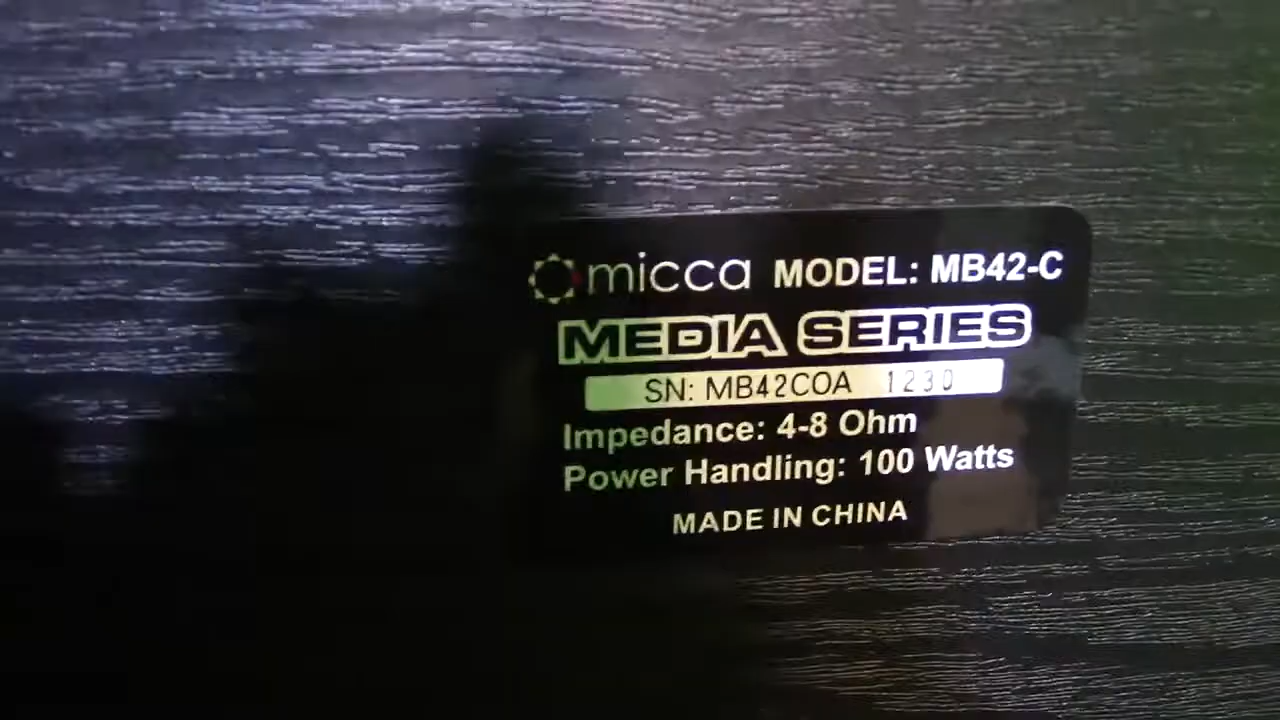 micca MODEL: MB42-C
MEDIA SERIES
SN: MB42COA 1230
Impedance: 4-8 Ohm
Power Handling: 100 Watts
MADE IN CHINA